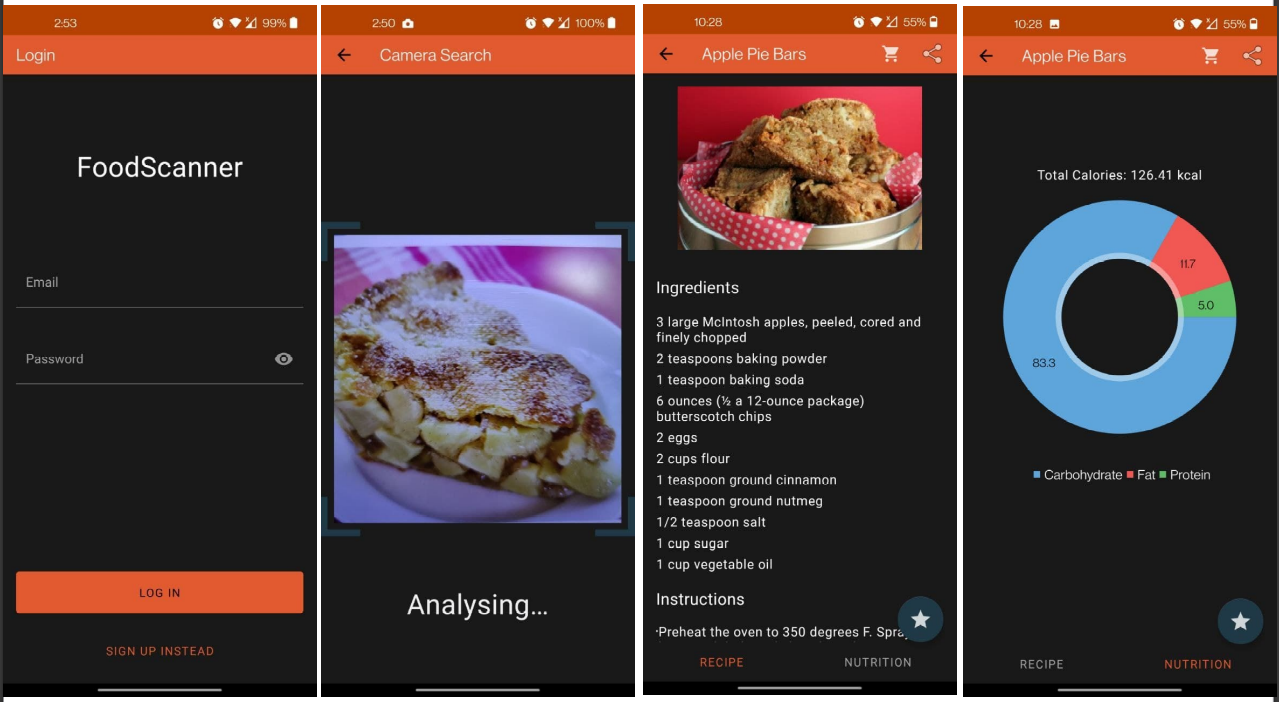 2:53
99%
Login
FoodScanner
Email
Password
LOG IN
SIGN UP INSTEAD
2:50
100%
Camera Search
Analysing...
10:28
55%
Apple Pie Bars
Ingredients
3 large McIntosh apples, peeled, cored and
finely chopped
2 teaspoons baking powder
1 teaspoon baking soda
6 ounces (½ a 12-ounce package)
butterscotch chips
2 eggs
2 cups flour
1 teaspoon ground cinnamon
1 teaspoon ground nutmeg
1/2 teaspoon salt
1 cup sugar
1 cup vegetable oil
Instructions
·Preheat the oven to 350 degrees F. Spra
RECIPE NUTRITION
10:28
55%
Apple Pie Bars
Total Calories: 126.41 kcal
11.7
5.0
83.3
Carbohydrate Fat Protein
RECIPE NUTRITION